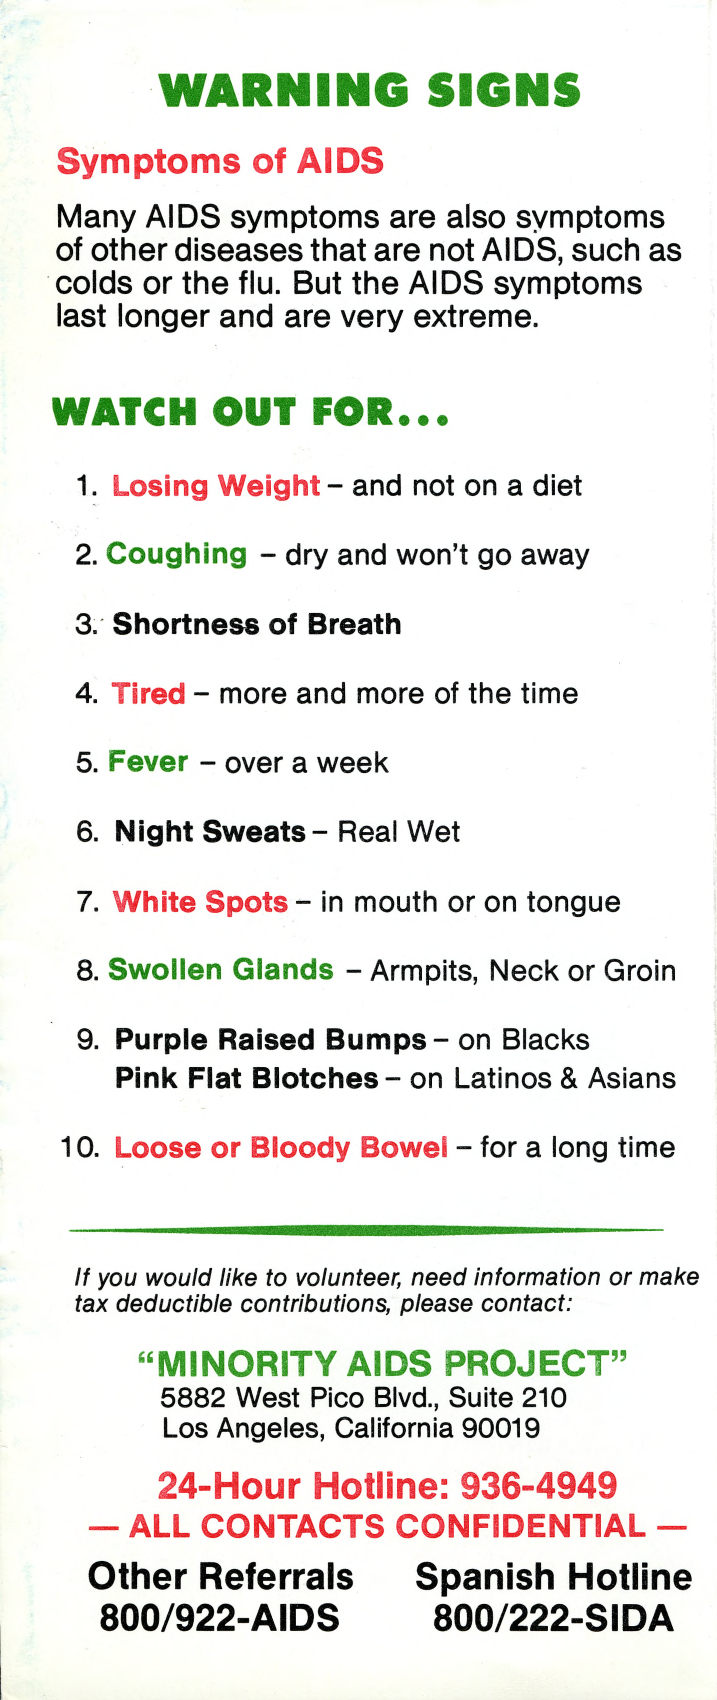 WARNING SIGNS
Symptoms of AIDS
Many AIDS symptoms are also symptoms
of other diseases that are not AIDS, such as
colds or the flu. But the AIDS symptoms
last longer and are very extreme.
WATCH OUT FOR...
1. Losing Weight – and not on a diet
2. Coughing – dry and won't go away
3. Shortness of Breath
4. Tired – more and more of the time
5. Fever – over a week
6. Night Sweats – Real Wet
7. White Spots – in mouth or on tongue
8. Swollen Glands – Armpits, Neck or Groin
9. Purple Raised Bumps – on Blacks
Pink Flat Blotches – on Latinos & Asians
10. Loose or Bloody Bowel – for a long time
If you would like to volunteer, need information or make
tax deductible contributions, please contact:
“MINORITY AIDS PROJECT”
5882 West Pico Blvd., Suite 210
Los Angeles, California 90019
24-Hour Hotline: 936-4949
— ALL CONTACTS CONFIDENTIAL —
Other Referrals Spanish Hotline
800/922-AIDS 800/222-SIDA